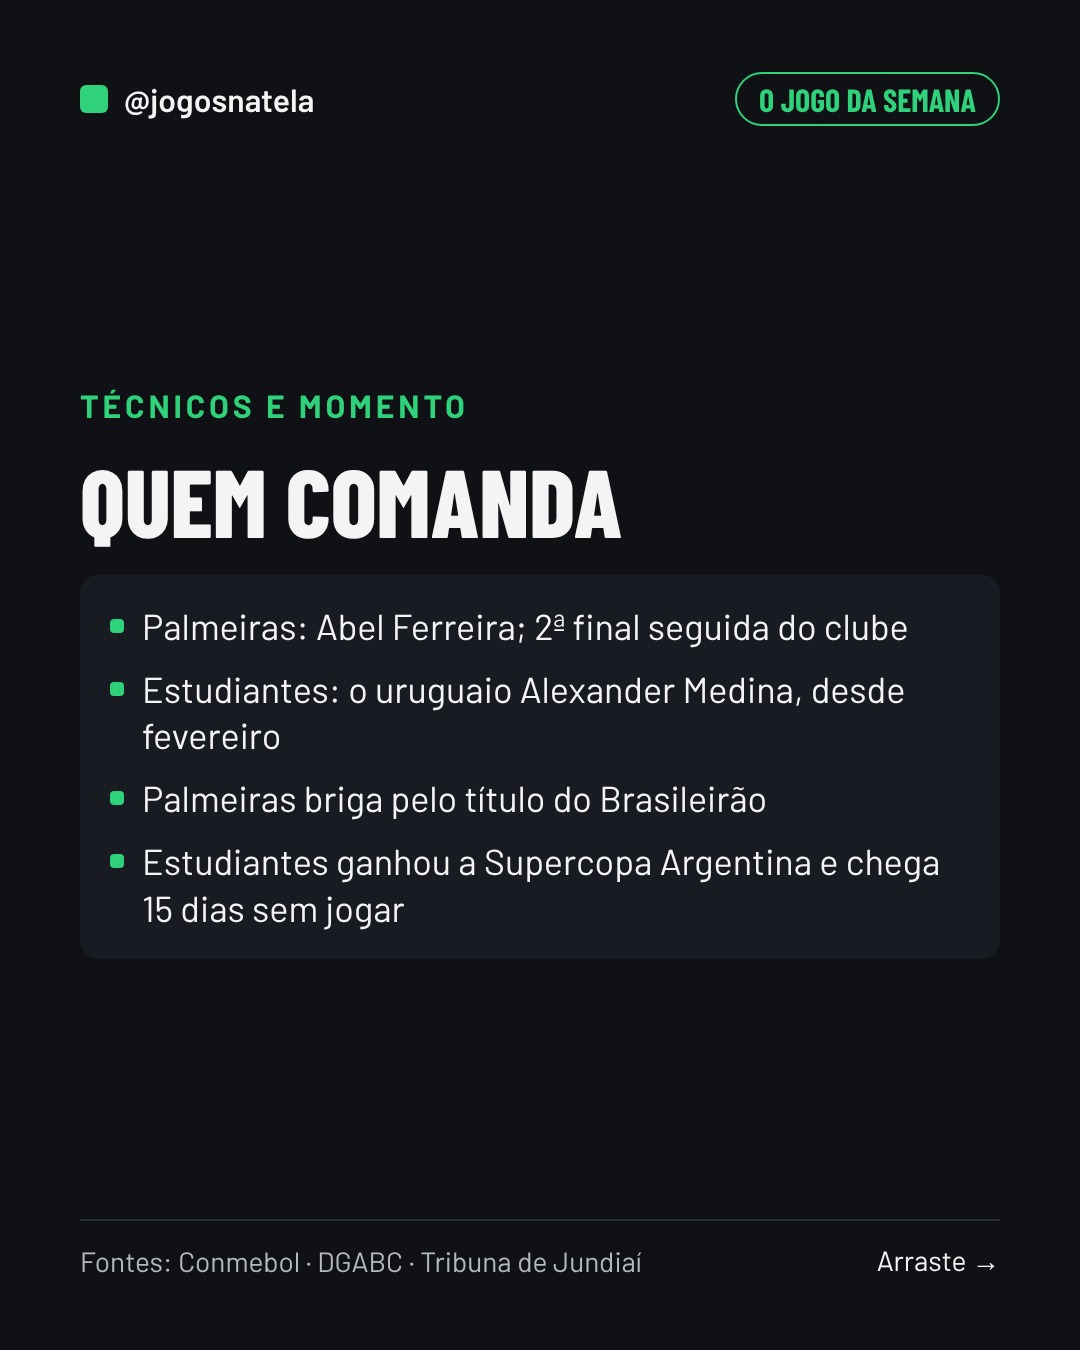 @jogosnatela
O JOGO DA SEMANA
TÉCNICOS E MOMENTO
QUEM COMANDA
Palmeiras: Abel Ferreira; 2ª final seguida do clube
Estudiantes: o uruguaio Alexander Medina, desde
fevereiro
Palmeiras briga pelo título do Brasileirão
Estudiantes ganhou a Supercopa Argentina e chega
15 dias sem jogar
Fontes: Conmebol · DGABC · Tribuna de Jundiaí
Arraste →